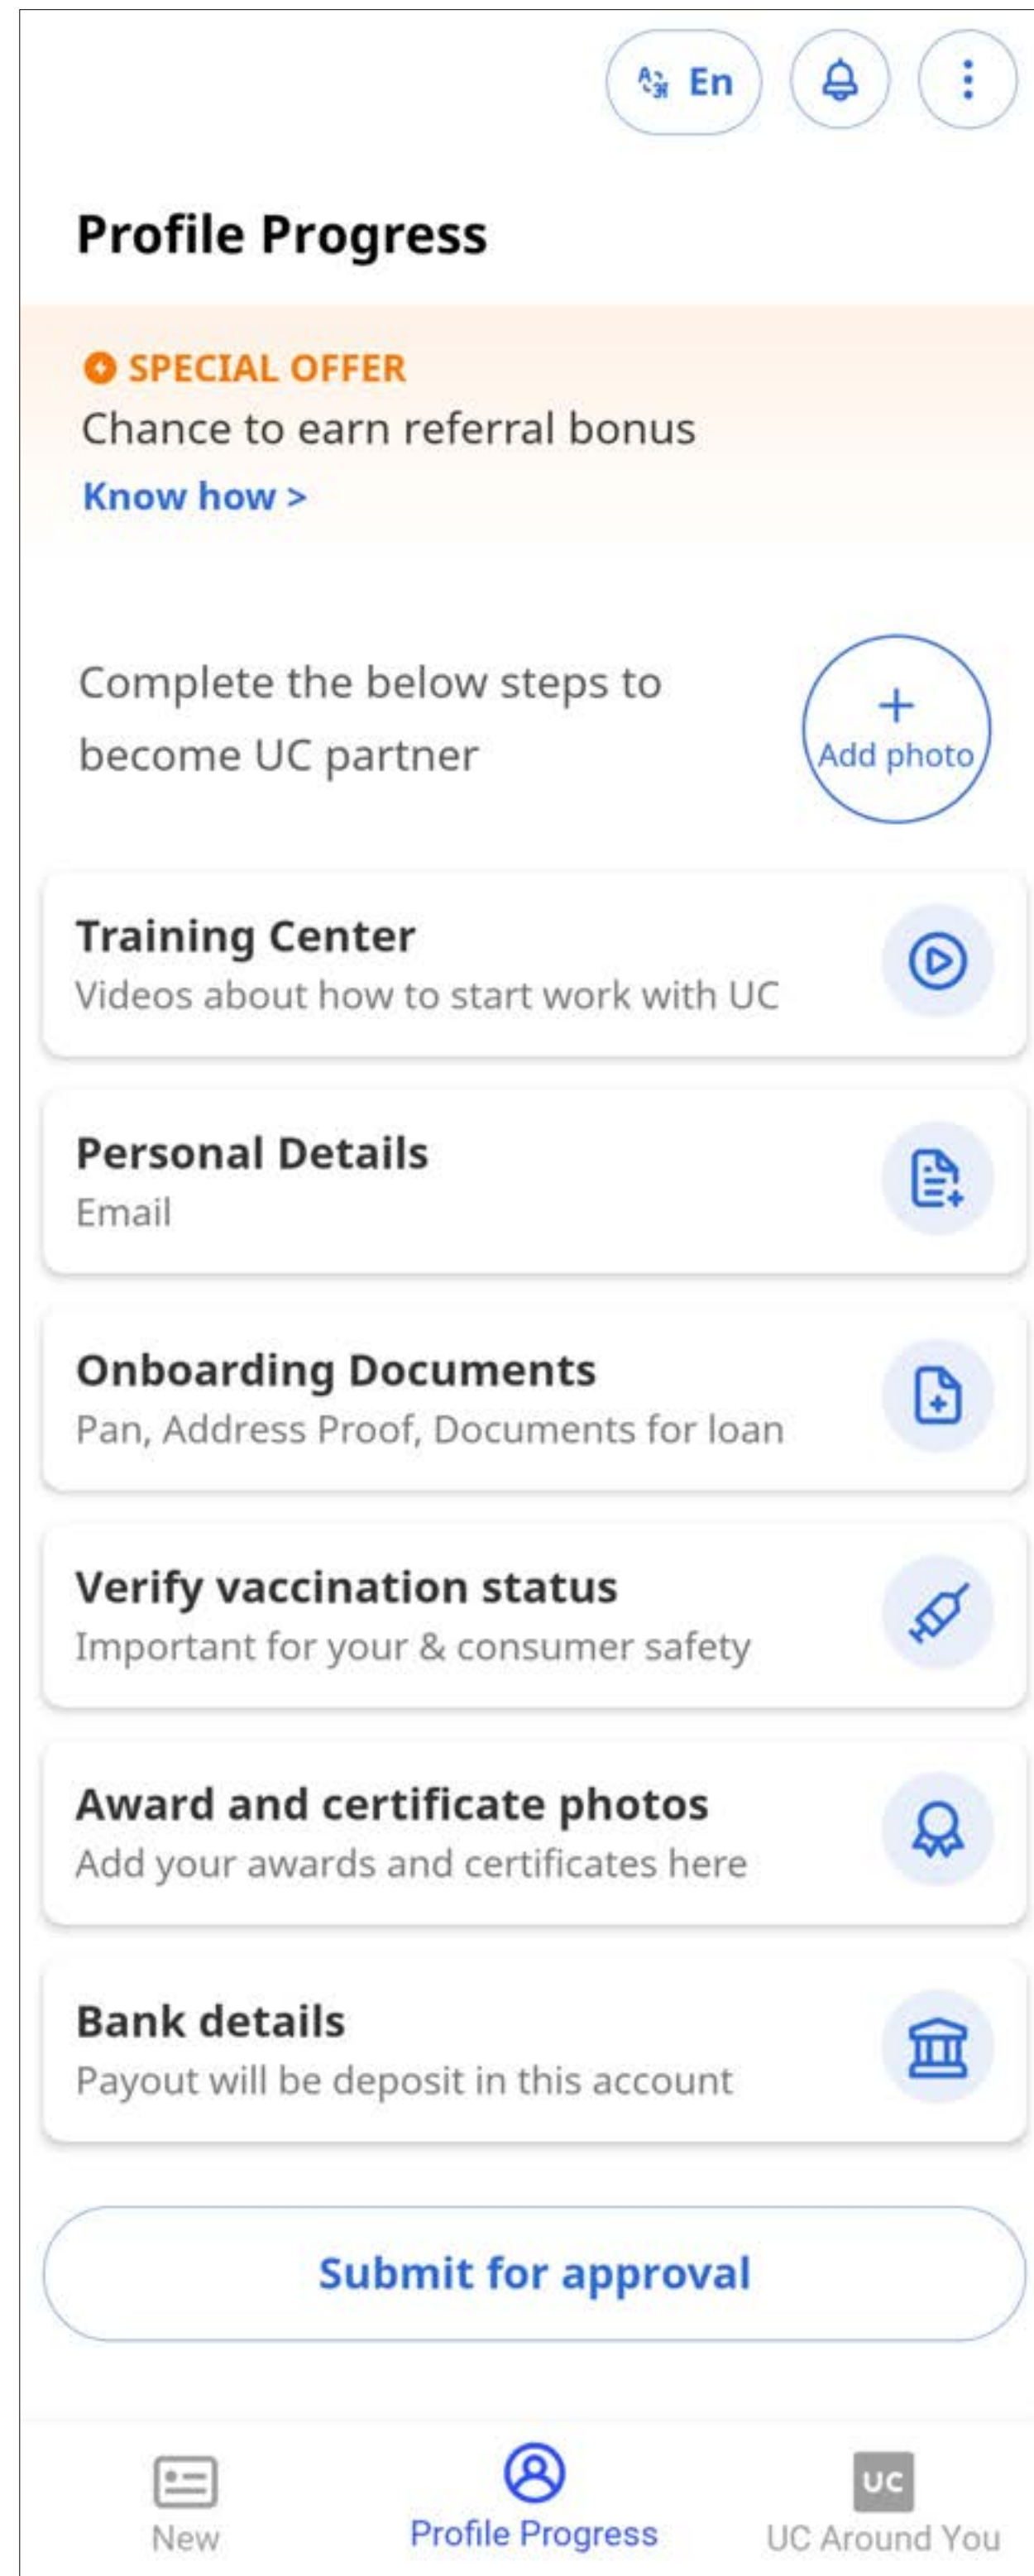 En
Profile Progress
SPECIAL OFFER
Chance to earn referral bonus
Know how >
Complete the below steps to
become UC partner
+
Add photo
Training Center
Videos about how to start work with UC
Personal Details
Email
Onboarding Documents
Pan, Address Proof, Documents for loan
Verify vaccination status
Important for your & consumer safety
Award and certificate photos
Add your awards and certificates here
Bank details
Payout will be deposit in this account
Submit for approval
New
Profile Progress
UC
UC Around You